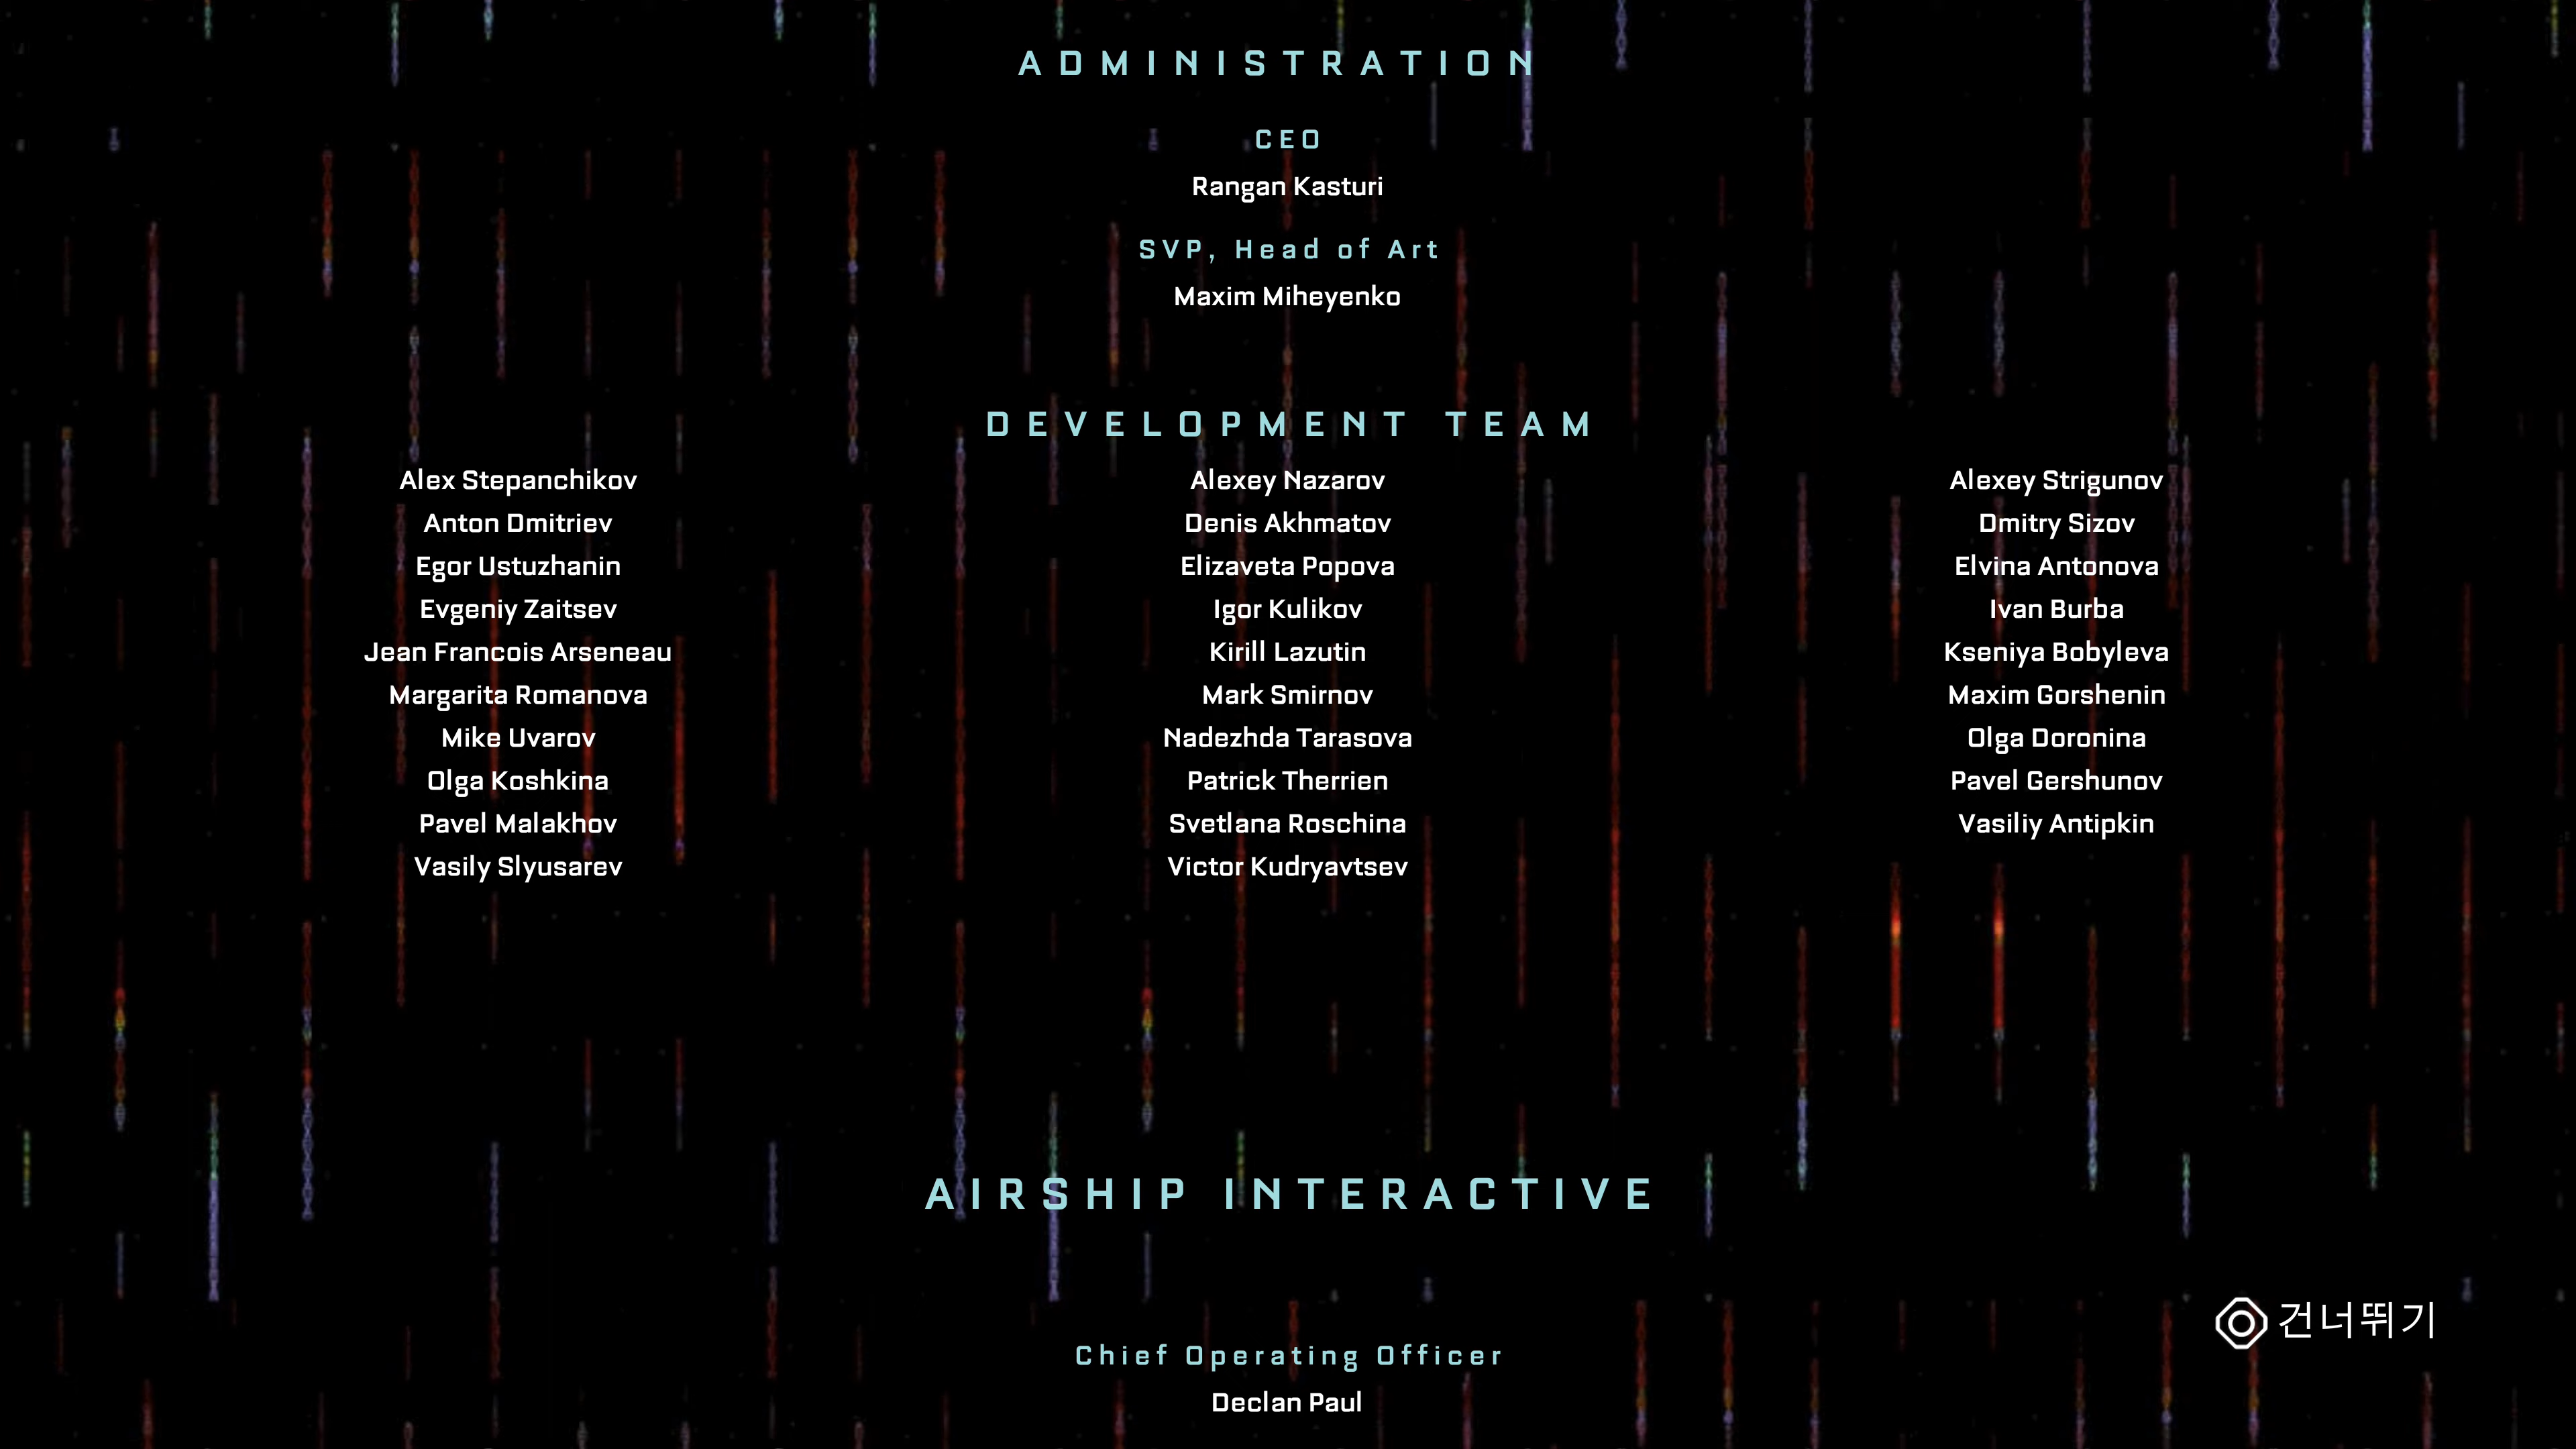 ADMINISTRATION
CEO
Rangan Kasturi
SVP, Head of Art
Maxim Miheyenko
DEVELOPMENT TEAM
Alex Stepanchikov Alexey Nazarov Alexey Strigunov
Anton Dmitriev Denis Akhmatov Dmitry Sizov
Egor Ustuzhanin Elizaveta Popova Elvina Antonova
Evgeniy Zaitsev Igor Kulikov Ivan Burba
Jean Francois Arseneau Kirill Lazutin Kseniya Bobyleva
Margarita Romanova Mark Smirnov Maxim Gorshenin
Mike Uvarov Nadezhda Tarasova Olga Doronina
Olga Koshkina Patrick Therrien Pavel Gershunov
Pavel Malakhov Svetlana Roschina Vasiliy Antipkin
Vasily Slyusarev Victor Kudryavtsev
AIRSHIP INTERACTIVE
건너뛰기
Chief Operating Officer
Declan Paul